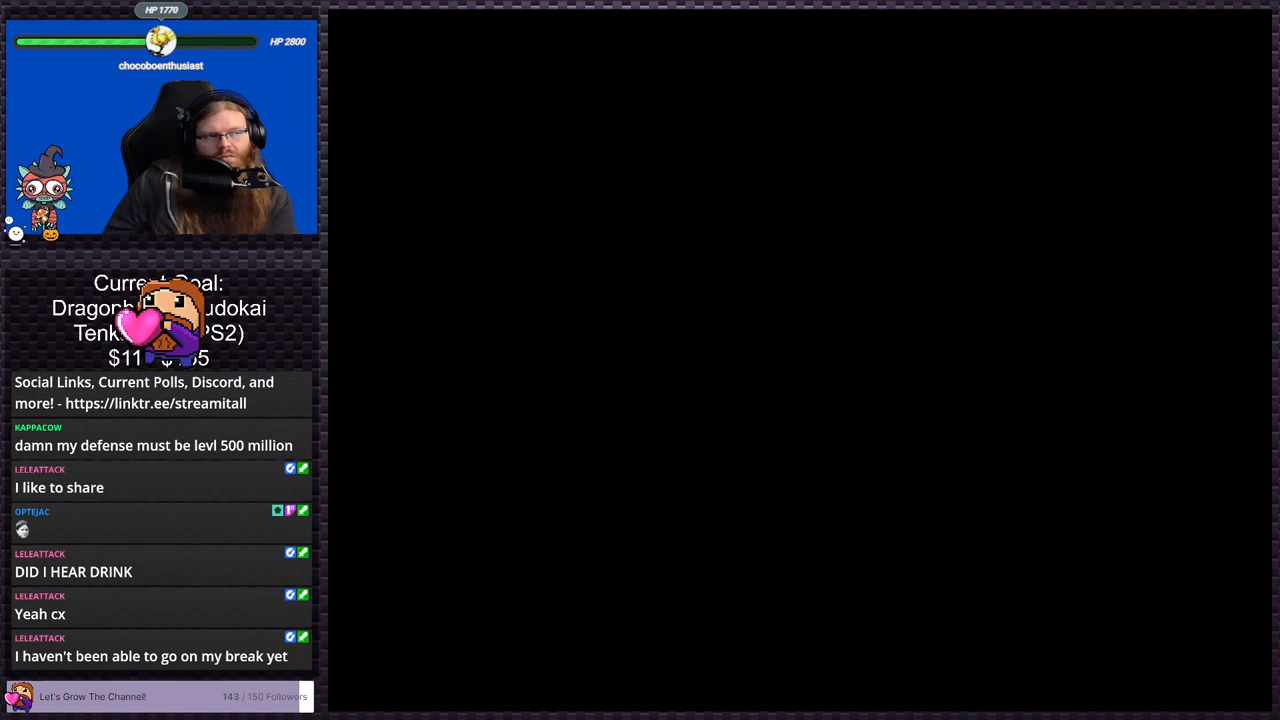 HP 1770
HP 2800
chocoboenthusiast
Current Goal:
udokai
PS2)
Social Links, Current Polls, Discord, and
more! - https://linktr.ee/streamitall
KAPPACOW
damn my defense must be levl 500 million
LELEATTACK
I like to share
OPTEJAC
LELEATTACK
DID I HEAR DRINK
LELEATTACK
Yeah cx
LELEATTACK
I haven't been able to go on my break yet
Let's Grow The Channel!
143 / 150 Followers